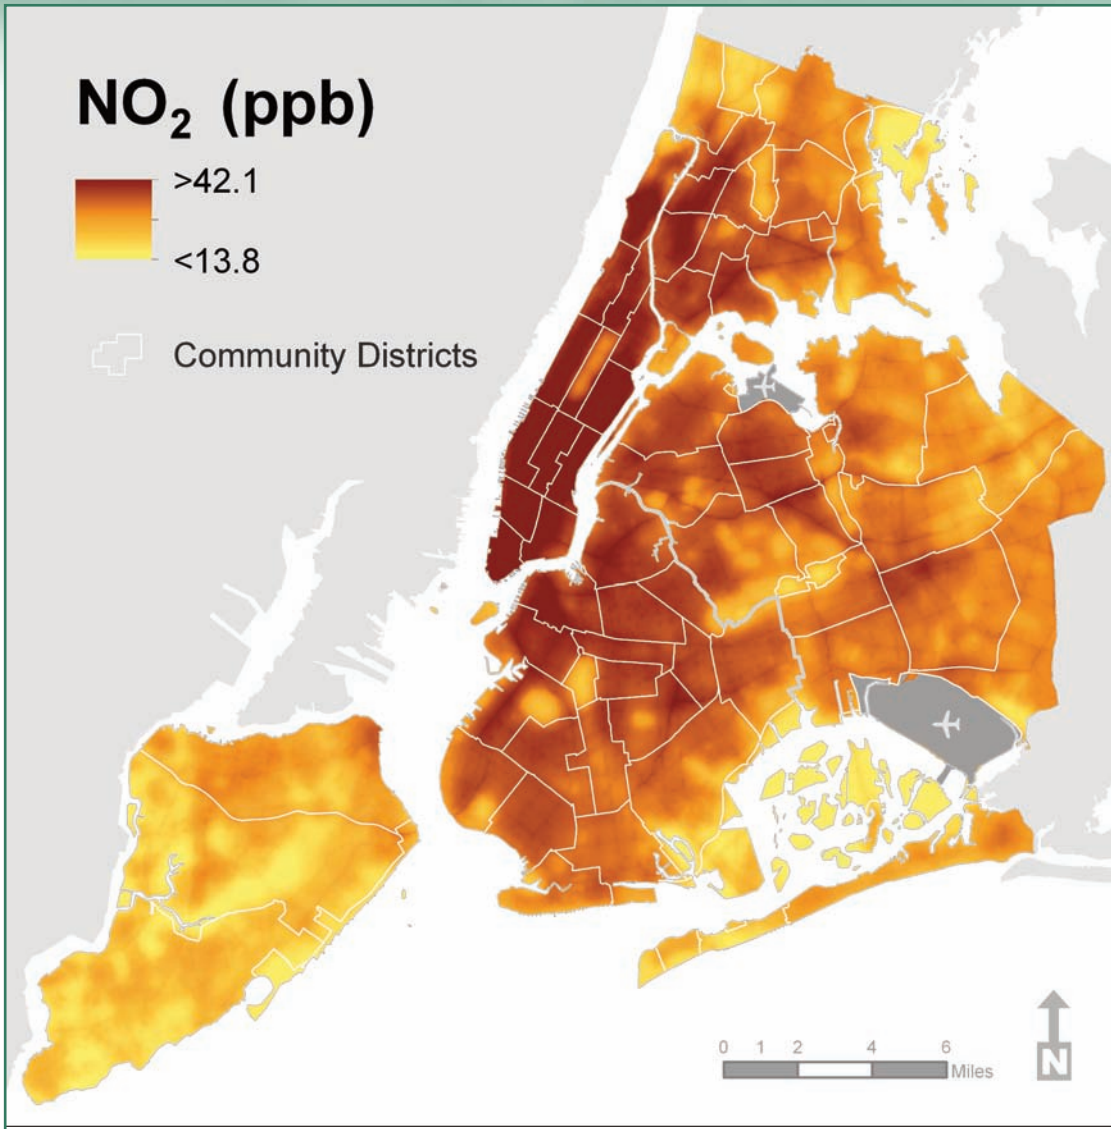 NO₂ (ppb)
>42.1
<13.8
Community Districts
0 1 2 4 6
Miles
N